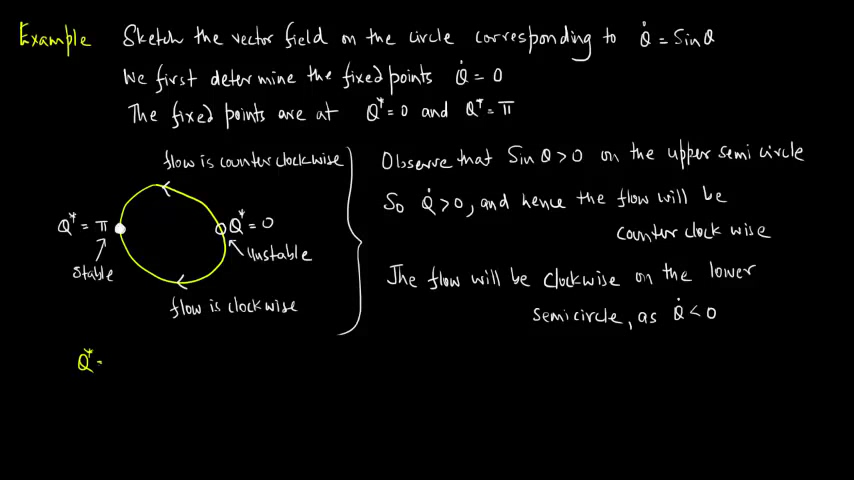 Example Sketch the vector field on the circle corresponding to Q̇ = Sin Q
We first determine the fixed points Q̇ = 0
The fixed points are at Q* = 0 and Q* = π
flow is counter clockwise
Q* = π
Q* = 0
Stable
Unstable
flow is clockwise
Observe that Sin Q > 0 on the upper semi circle
So Q̇ > 0, and hence the flow will be
counter clock wise
The flow will be clockwise on the lower
semicircle, as Q̇ < 0
Q* -